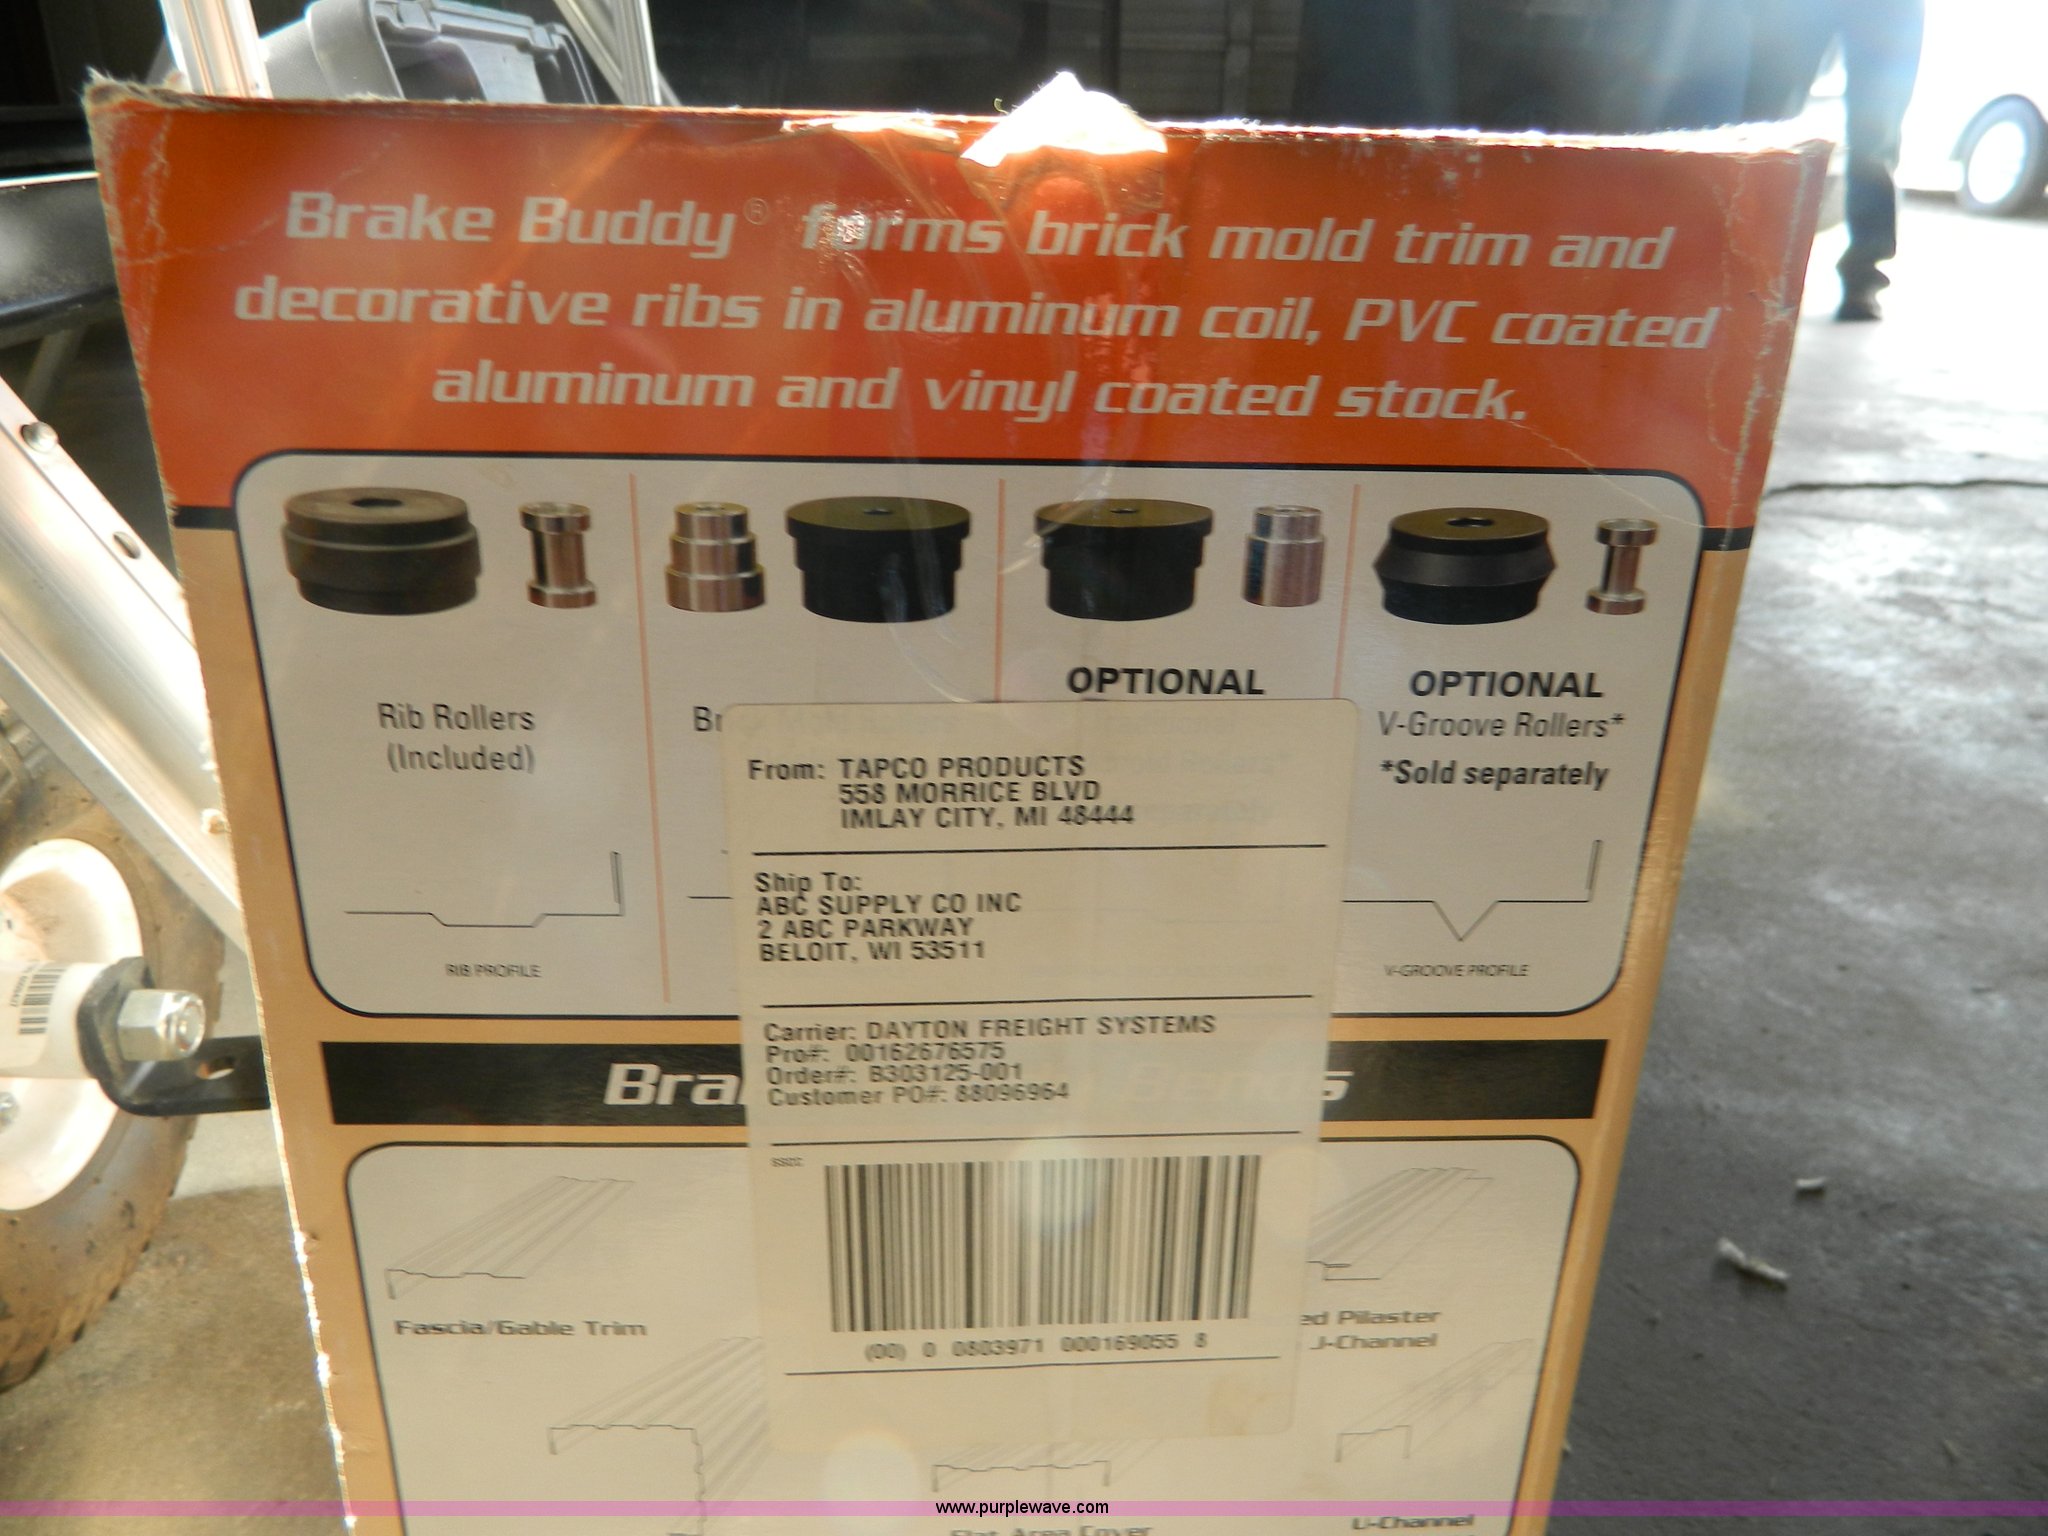 Brake Buddy® forms brick mold trim and
decorative ribs in aluminum coil, PVC coated
aluminum and vinyl coated stock.
Rib Rollers
(Included)
RIB PROFILE
OPTIONAL
OPTIONAL
V-Groove Rollers*
*Sold separately
V-GROOVE PROFILE
From: TAPCO PRODUCTS
558 MORRICE BLVD
IMLAY CITY, MI 48444
Ship To:
ABC SUPPLY CO INC
2 ABC PARKWAY
BELOIT, WI 53511
Carrier: DAYTON FREIGHT SYSTEMS
Pro#: 00162676575
Order#: B303125-001
Customer PO#: 88096964
(00) 0 0803971 000169055 8
Fascia/Gable Trim
Pilaster
J-Channel
Flat Area Cover
U-Channel
www.purplewave.com